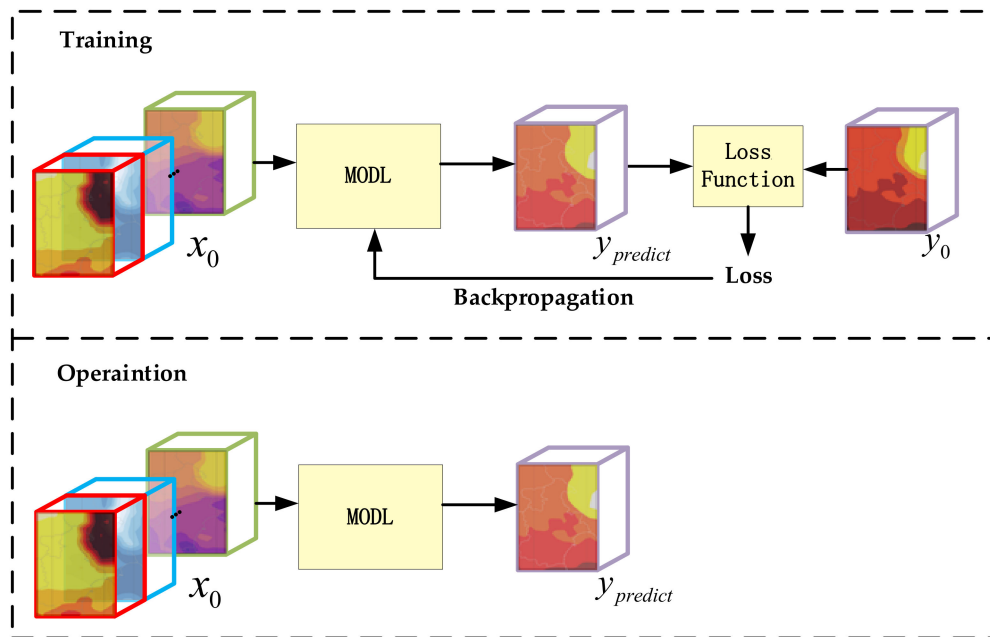 Training
MODL
Loss
Function
x0
ypredict
y0
Loss
Backpropagation
Operaintion
MODL
x0
ypredict